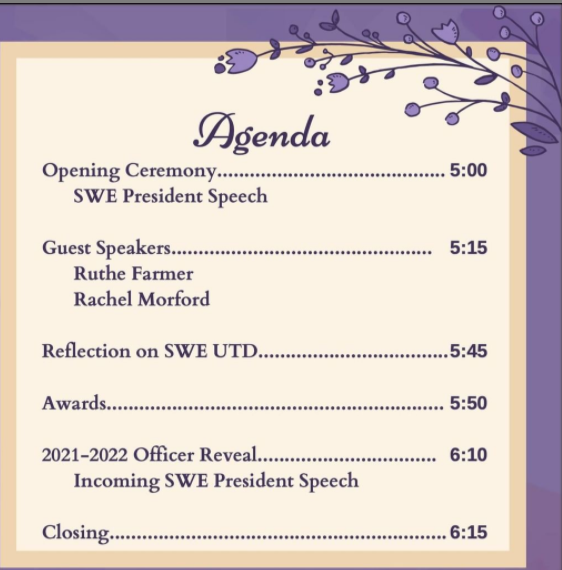 Agenda
Opening Ceremony............................................ 5:00
SWE President Speech
Guest Speakers.................................................. 5:15
Ruthe Farmer
Rachel Morford
Reflection on SWE UTD.....................................5:45
Awards................................................................. 5:50
2021-2022 Officer Reveal................................... 6:10
Incoming SWE President Speech
Closing................................................................. 6:15